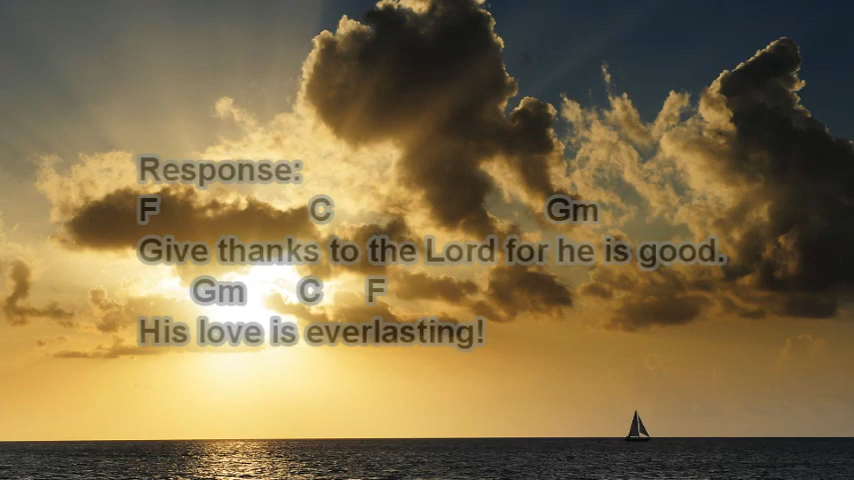 Response:
F C Gm
Give thanks to the Lord for he is good.
Gm C F
His love is everlasting!